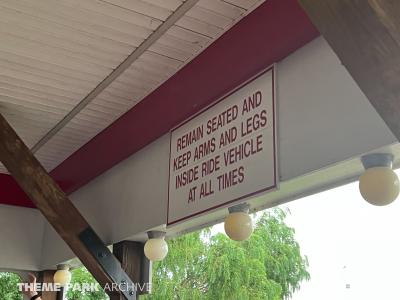 REMAIN SEATED AND
KEEP ARMS AND LEGS
INSIDE RIDE VEHICLE
AT ALL TIMES
THEME PARK ARCHIVE